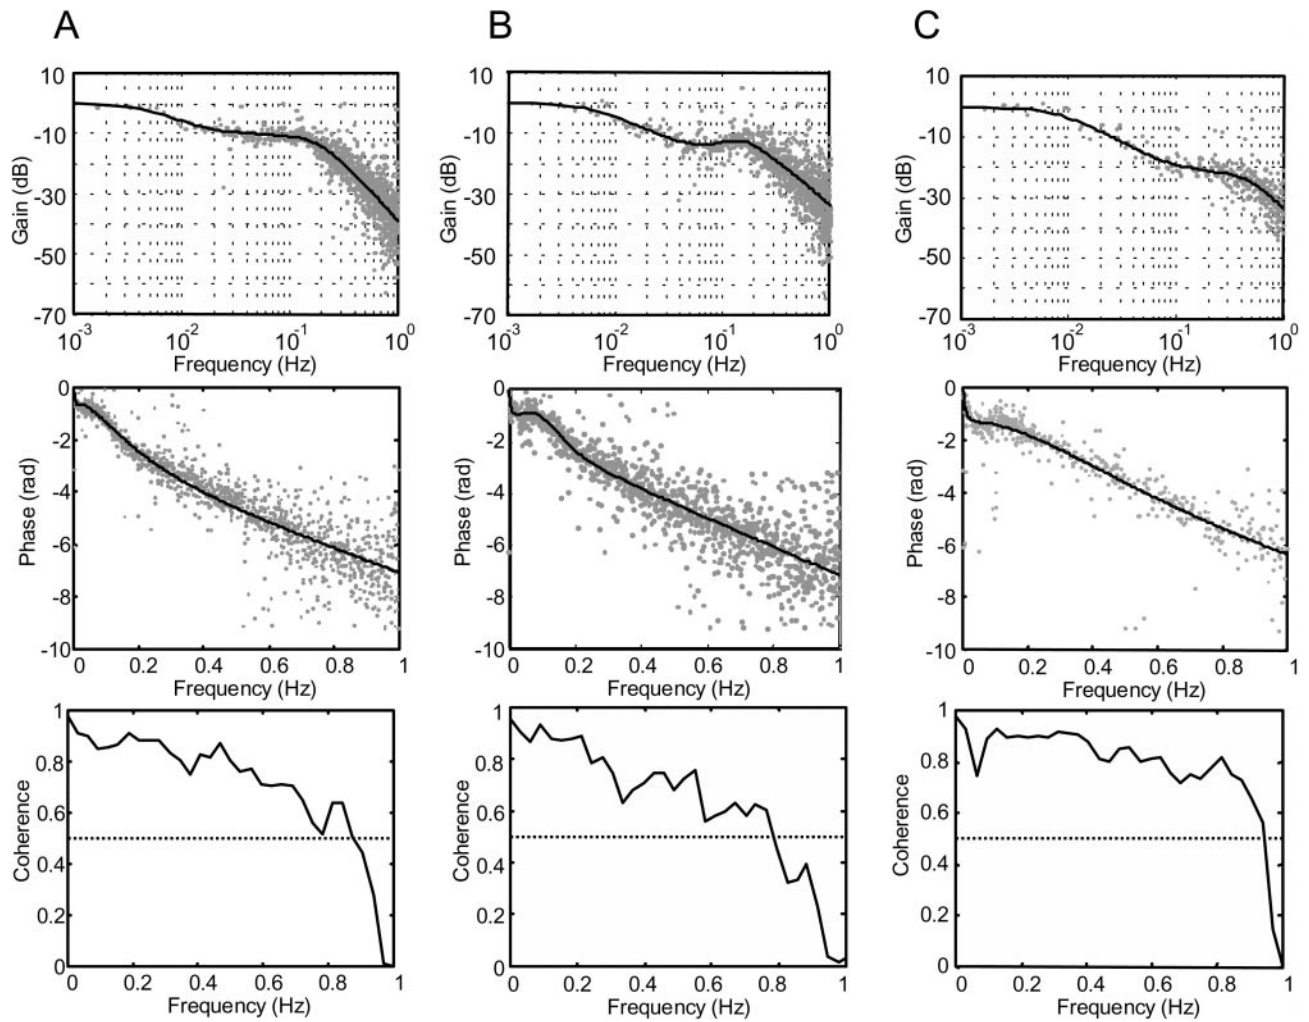 A B C
10 10 10
-10 -10 -10
-30 -30 -30
-50 -50 -50
-70 -70 -70
Gain (dB) Gain (dB) Gain (dB)
10⁻³ 10⁻² 10⁻¹ 10⁰ 10⁻³ 10⁻² 10⁻¹ 10⁰ 10⁻³ 10⁻² 10⁻¹ 10⁰
Frequency (Hz) Frequency (Hz) Frequency (Hz)
0 0 0
-2 -2 -2
-4 -4 -4
-6 -6 -6
-8 -8 -8
-10 -10 -10
Phase (rad) Phase (rad) Phase (rad)
0 0.2 0.4 0.6 0.8 1 0 0.2 0.4 0.6 0.8 1 0 0.2 0.4 0.6 0.8 1
Frequency (Hz) Frequency (Hz) Frequency (Hz)
1 1 1
0.8 0.8 0.8
0.6 0.6 0.6
0.4 0.4 0.4
0.2 0.2 0.2
0 0 0
Coherence Coherence Coherence
0 0.2 0.4 0.6 0.8 1 0 0.2 0.4 0.6 0.8 1 0 0.2 0.4 0.6 0.8 1
Frequency (Hz) Frequency (Hz) Frequency (Hz)